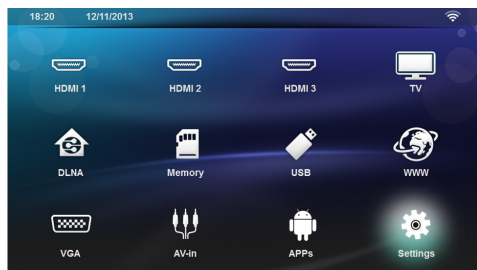 18:20 12/11/2013
HDMI 1 HDMI 2 HDMI 3 TV
DLNA Memory USB WWW
VGA AV-in APPs Settings